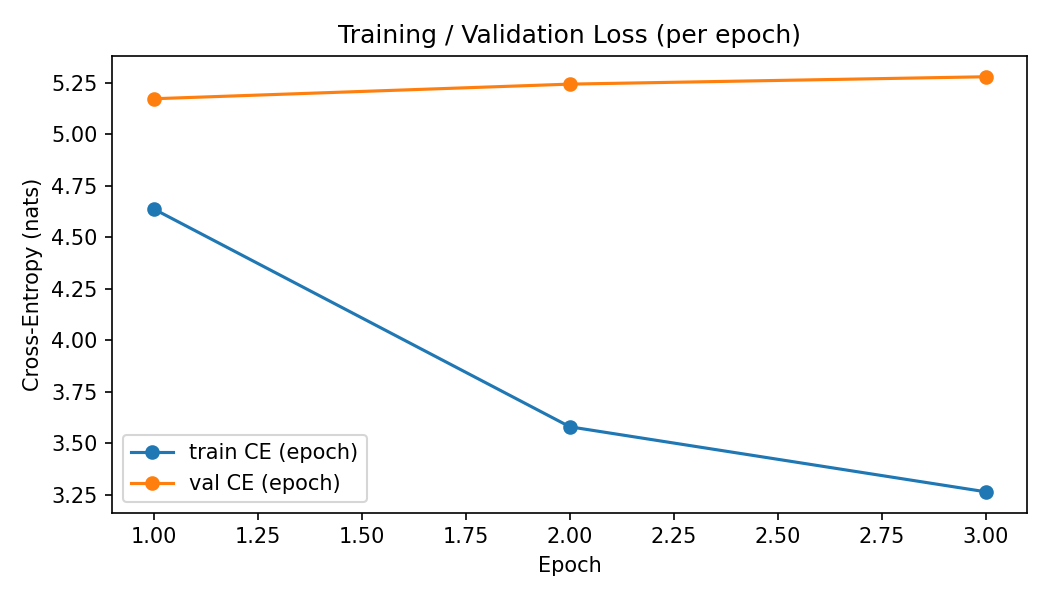 Training / Validation Loss (per epoch)
Cross-Entropy (nats)
5.25
5.00
4.75
4.50
4.25
4.00
3.75
3.50
3.25
train CE (epoch)
val CE (epoch)
1.00 1.25 1.50 1.75 2.00 2.25 2.50 2.75 3.00
Epoch